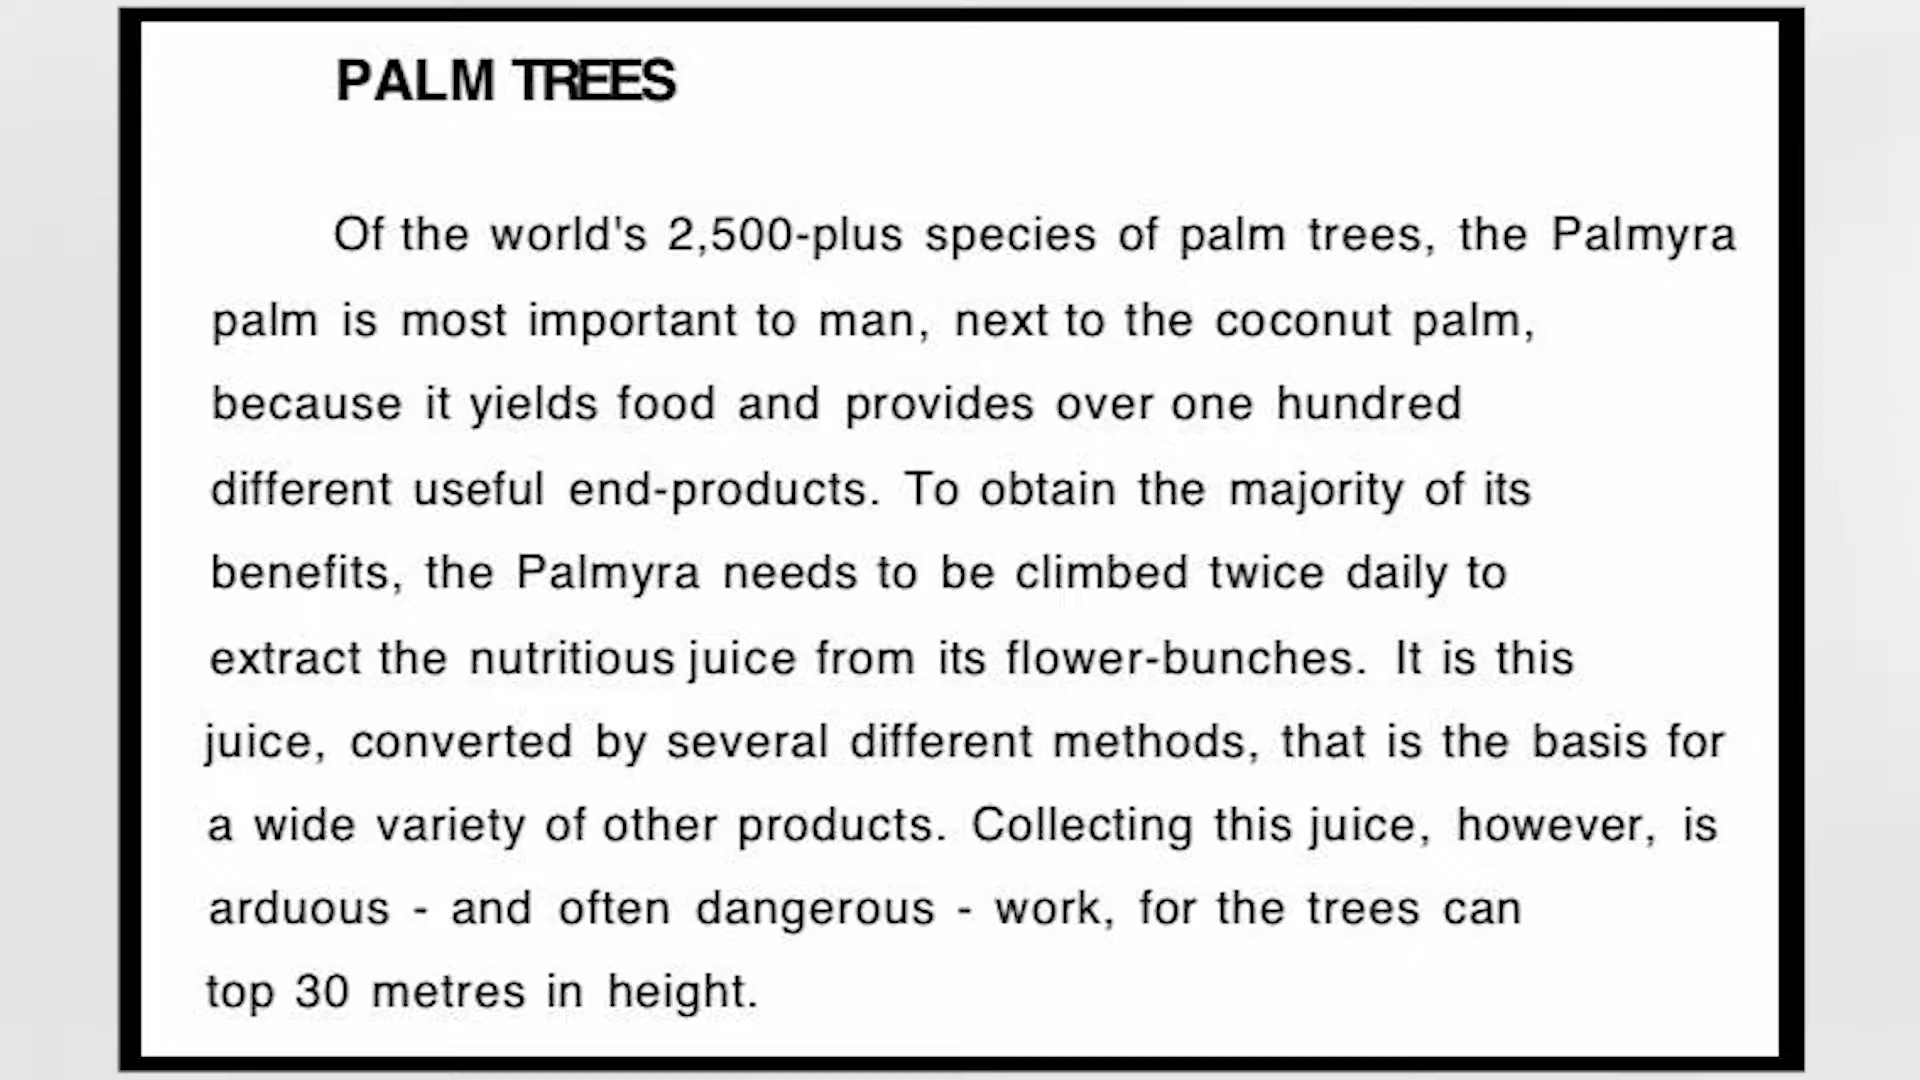 PALM TREES
Of the world's 2,500-plus species of palm trees, the Palmyra
palm is most important to man, next to the coconut palm,
because it yields food and provides over one hundred
different useful end-products. To obtain the majority of its
benefits, the Palmyra needs to be climbed twice daily to
extract the nutritious juice from its flower-bunches. It is this
juice, converted by several different methods, that is the basis for
a wide variety of other products. Collecting this juice, however, is
arduous - and often dangerous - work, for the trees can
top 30 metres in height.